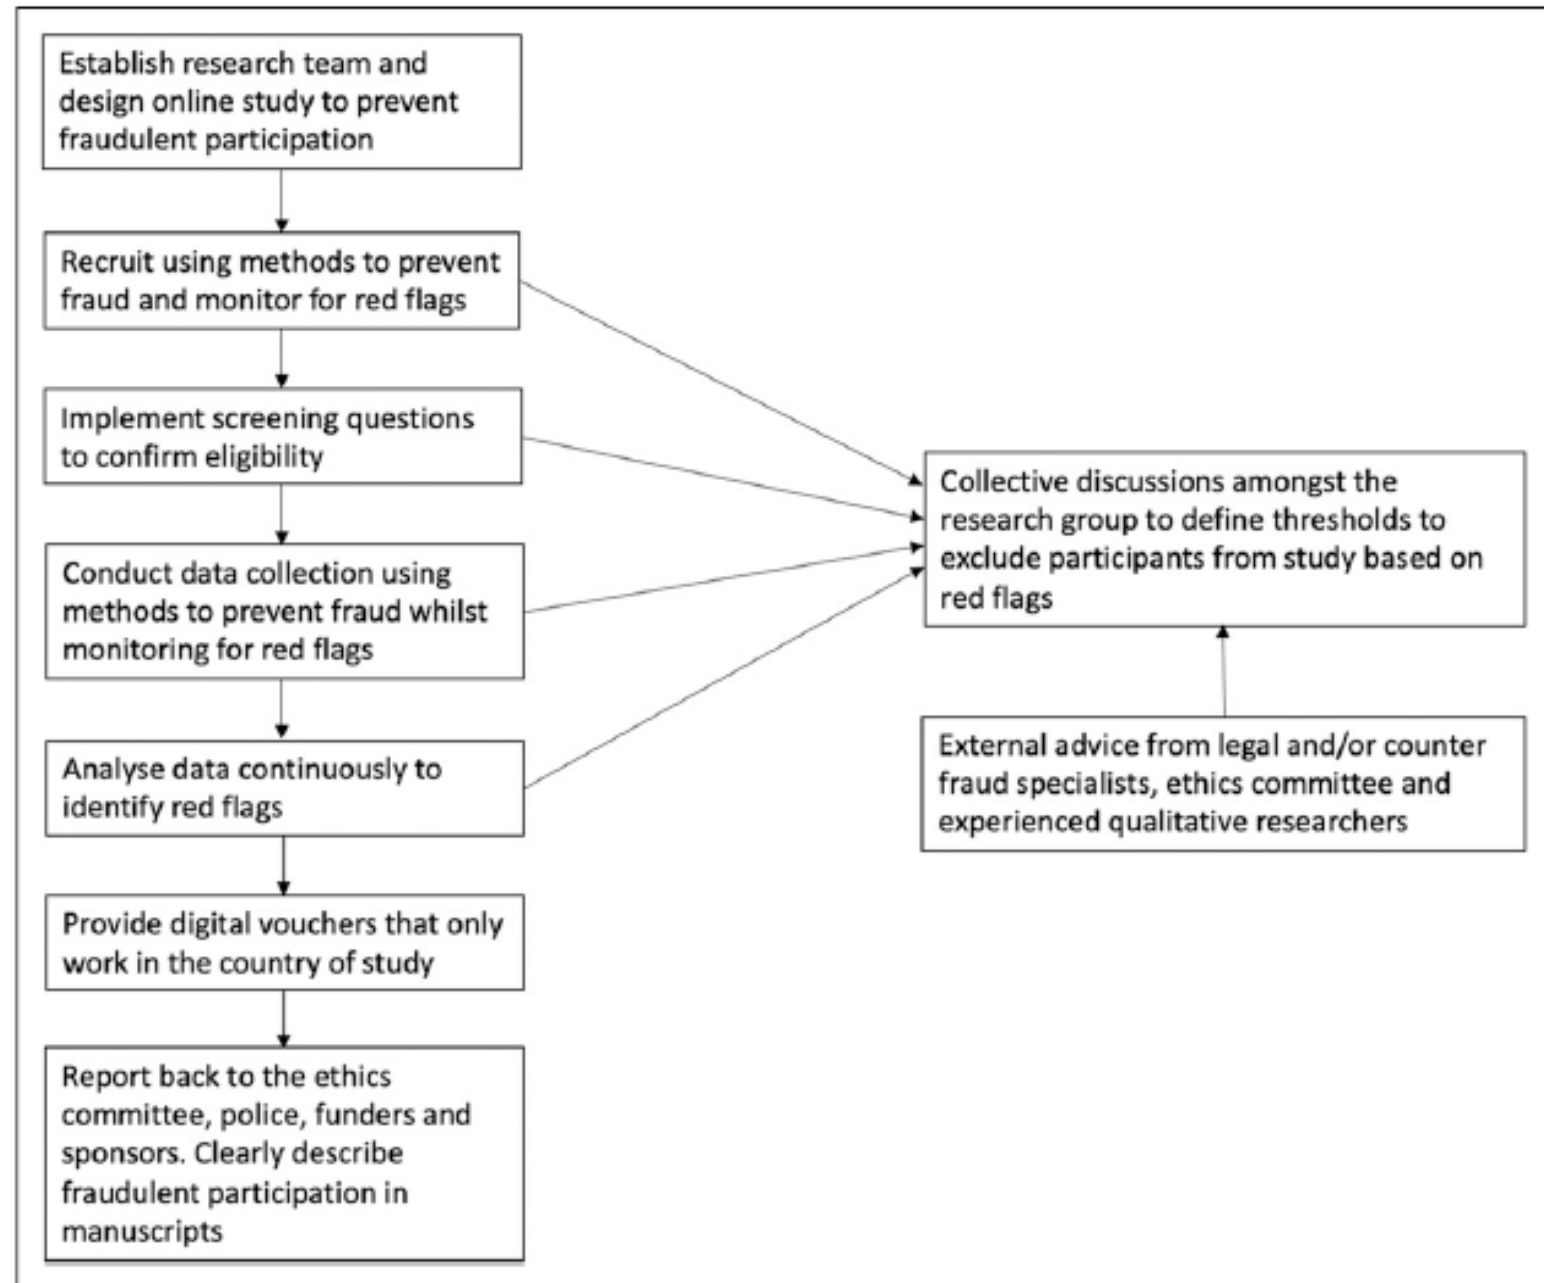 Establish research team and
design online study to prevent
fraudulent participation
Recruit using methods to prevent
fraud and monitor for red flags
Implement screening questions
to confirm eligibility
Conduct data collection using
methods to prevent fraud whilst
monitoring for red flags
Analyse data continuously to
identify red flags
Provide digital vouchers that only
work in the country of study
Report back to the ethics
committee, police, funders and
sponsors. Clearly describe
fraudulent participation in
manuscripts
Collective discussions amongst the
research group to define thresholds to
exclude participants from study based on
red flags
External advice from legal and/or counter
fraud specialists, ethics committee and
experienced qualitative researchers